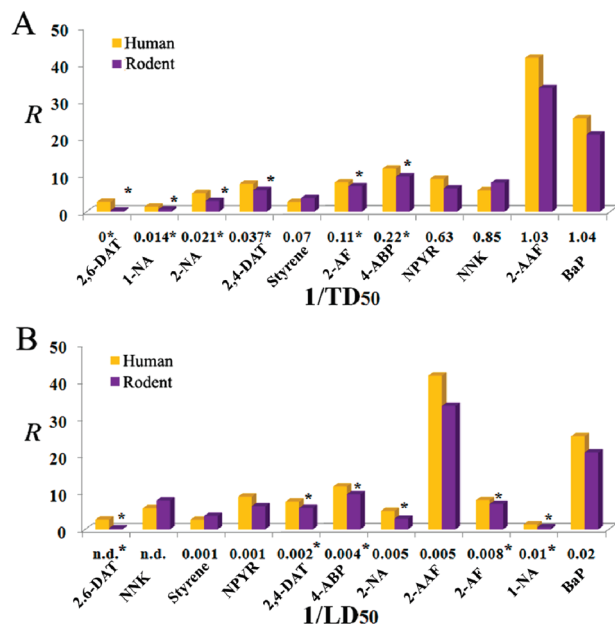 A
50
40
30
20
10
0
R
Human
Rodent
* * * * * *
0* 0.014* 0.021* 0.037* 0.07 0.11* 0.22* 0.63 0.85 1.03 1.04
2,6-DAT 1-NA 2-NA 2,4-DAT Styrene 2-AF 4-ABP NPYR NNK 2-AAF BaP
1/TD50
B
50
40
30
20
10
0
R
Human
Rodent
* * * * * *
n.d.* n.d. 0.001 0.001 0.002* 0.004* 0.005 0.005 0.008* 0.01* 0.02
2.6-DAT NNK Styrene NPYR 2,4-DAT 4-ABP 2-NA 2-AAF 2-AF 1-NA BaP
1/LD50